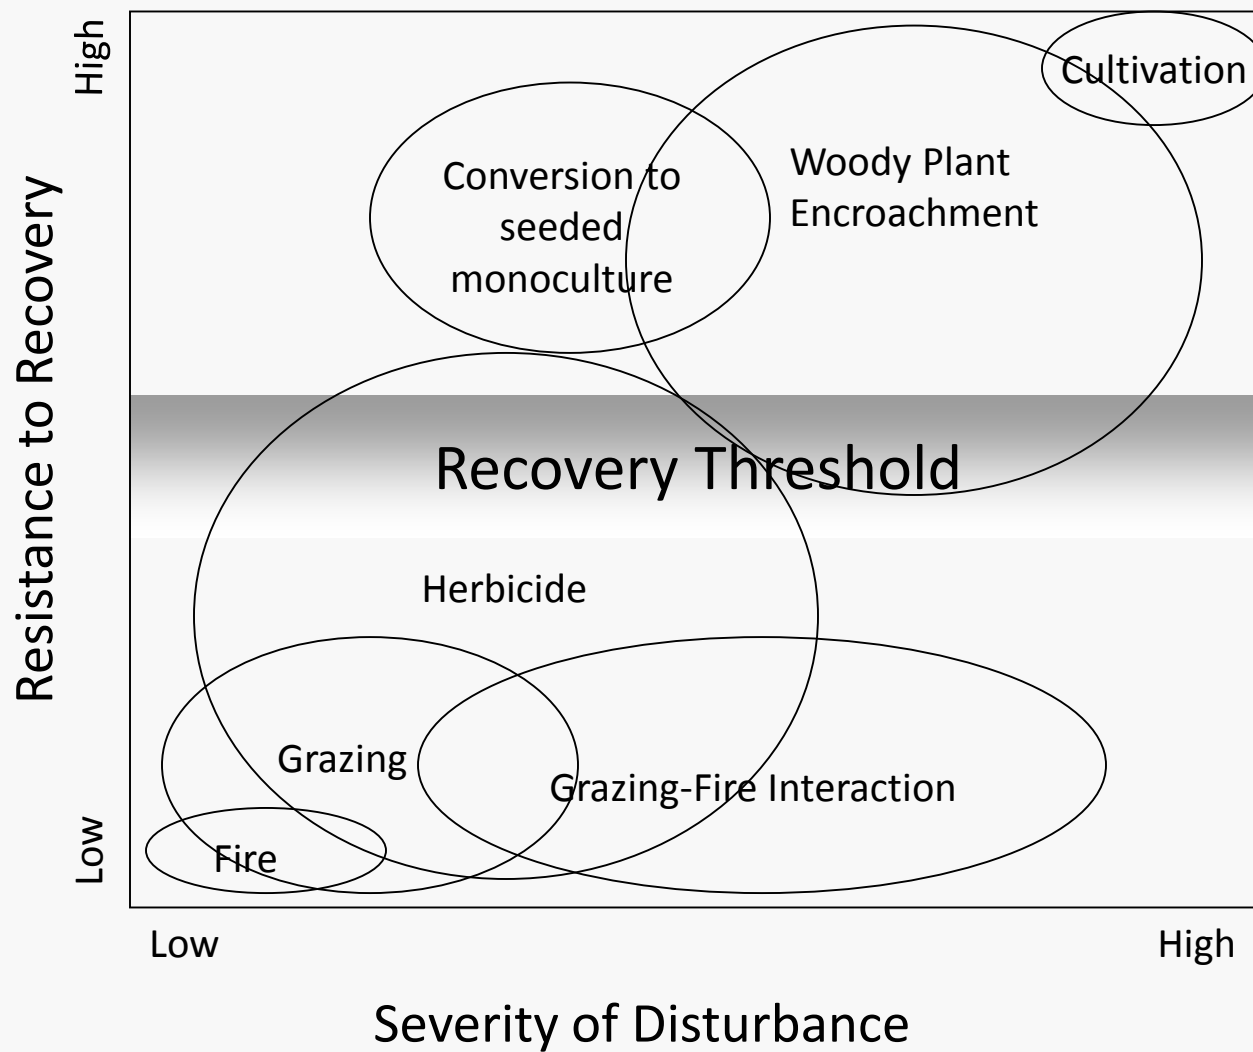 High
Cultivation
Woody Plant
Encroachment
Conversion to
seeded
monoculture
Resistance to Recovery
Recovery Threshold
Herbicide
Grazing
Grazing-Fire Interaction
Fire
Low
Low
High
Severity of Disturbance